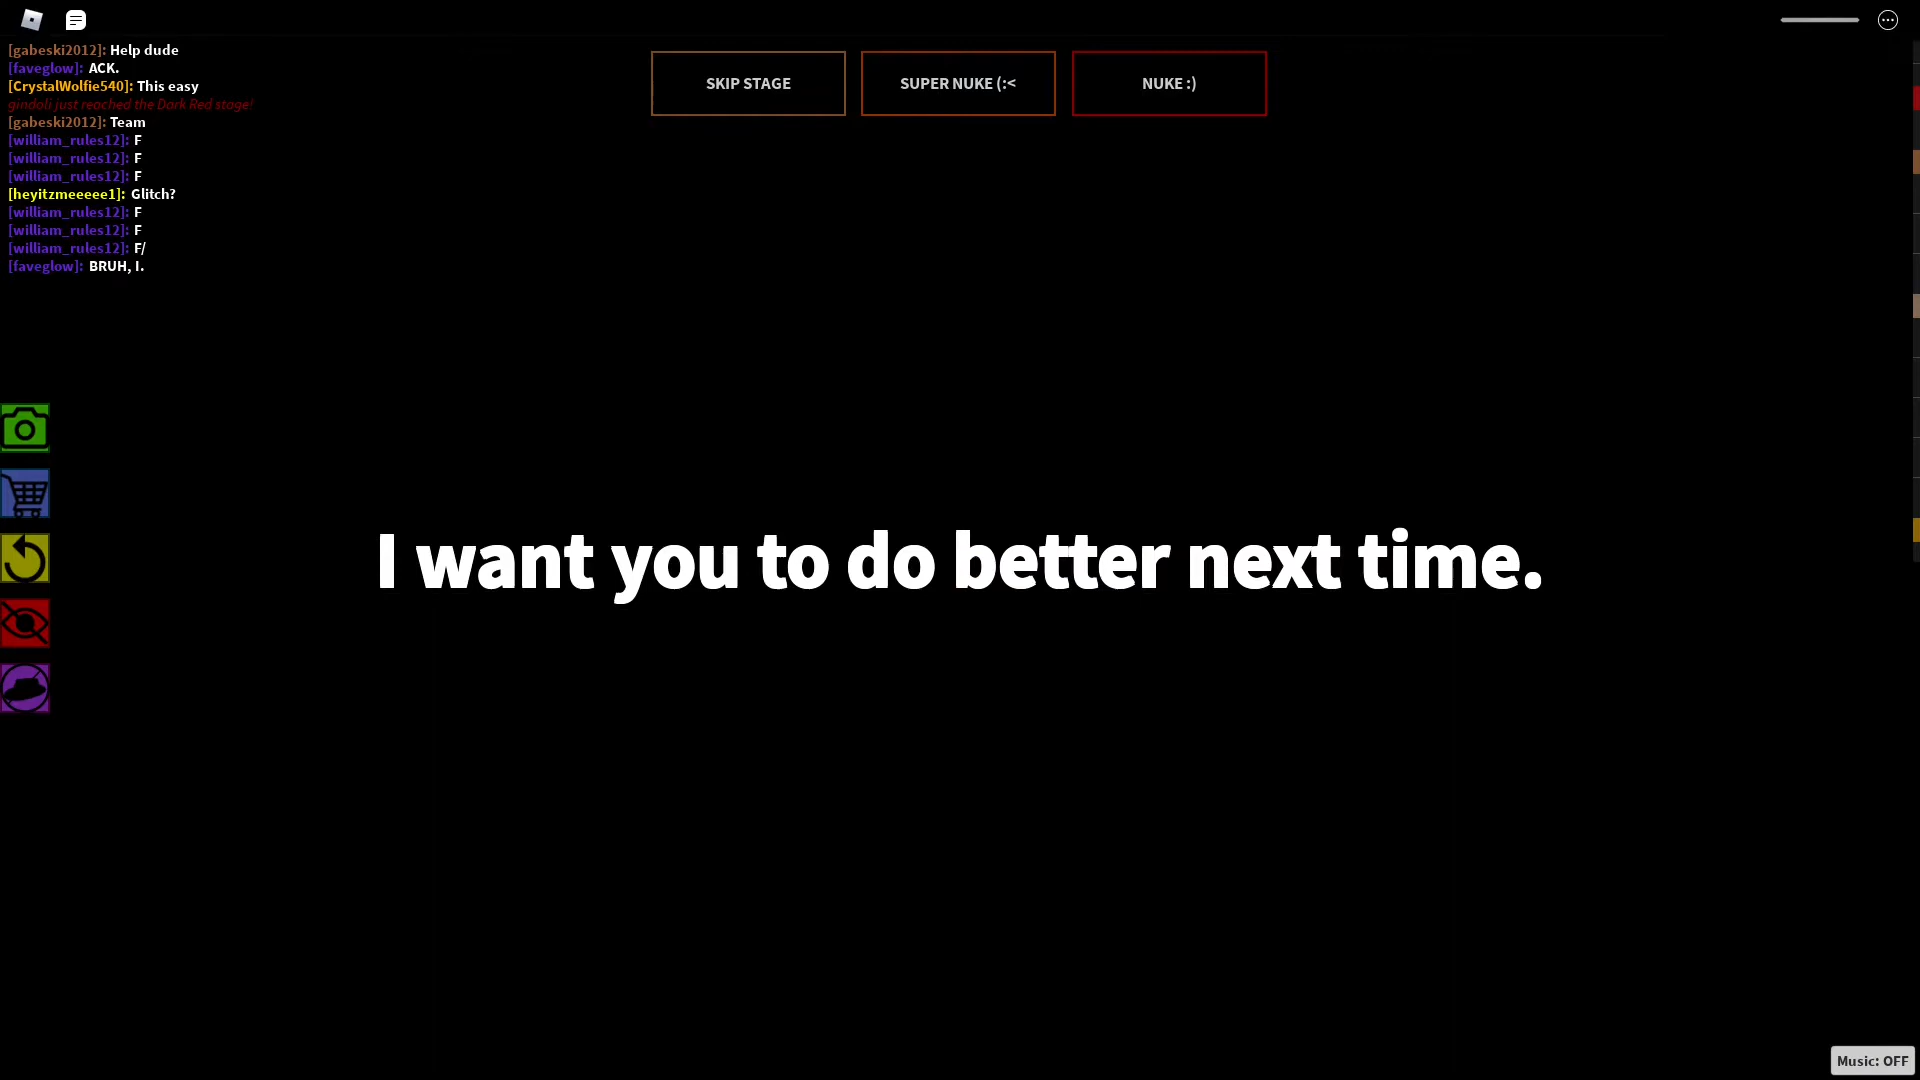 [gabeski2012]: Help dude
[faveglow]: ACK.
[CrystalWolfie540]: This easy
gindoli just reached the Dark Red stage!
[gabeski2012]: Team
[william_rules12]: F
[william_rules12]: F
[william_rules12]: F
[heyitzmeeeee1]: Glitch?
[william_rules12]: F
[william_rules12]: F
[william_rules12]: F/
[faveglow]: BRUH, I.
SKIP STAGE
SUPER NUKE (:<
NUKE :)
I want you to do better next time.
Music: OFF